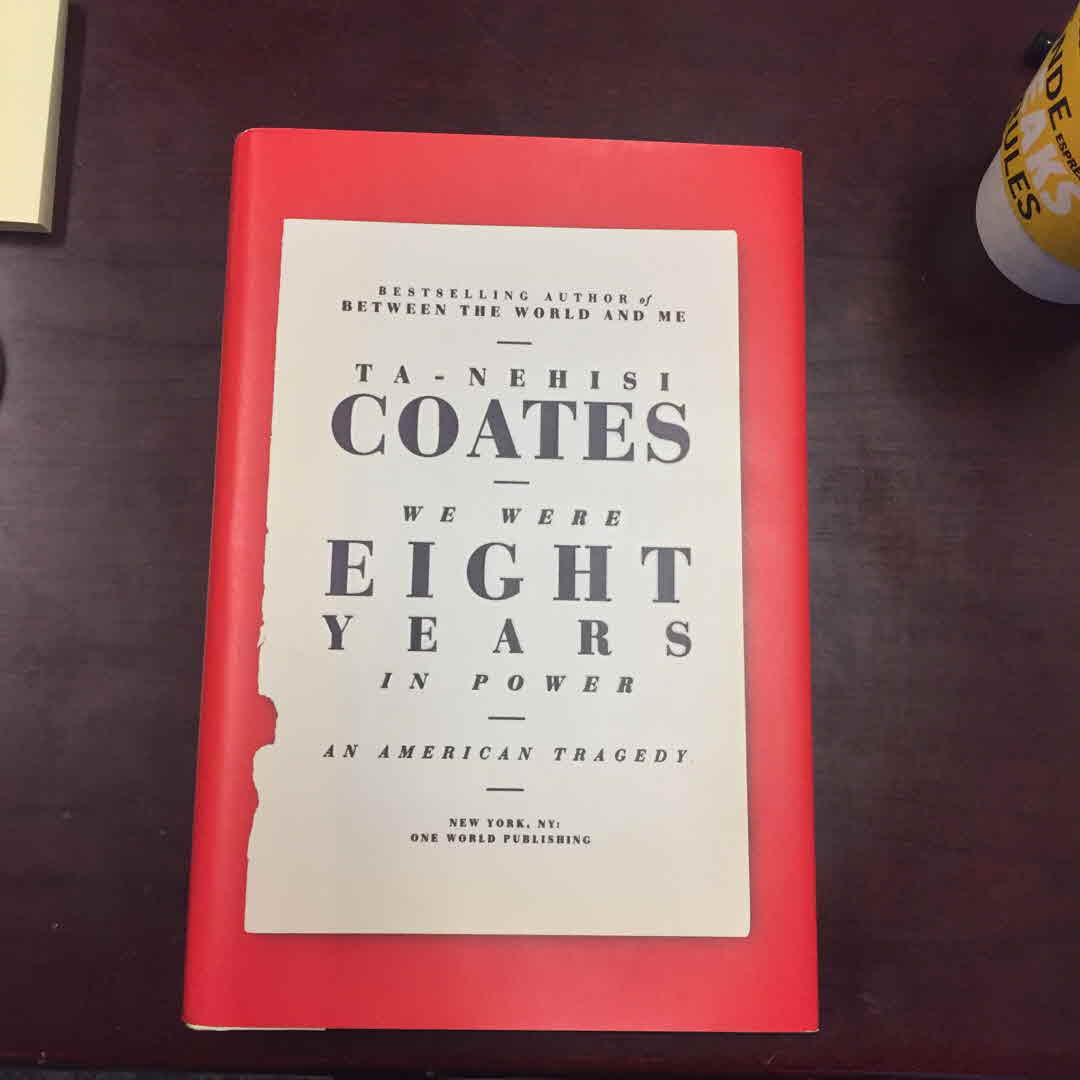 BESTSELLING AUTHOR of
BETWEEN THE WORLD AND ME
TA-NEHISI
COATES
WE WERE
EIGHT
YEARS
IN POWER
AN AMERICAN TRAGEDY
NEW YORK, NY:
ONE WORLD PUBLISHING